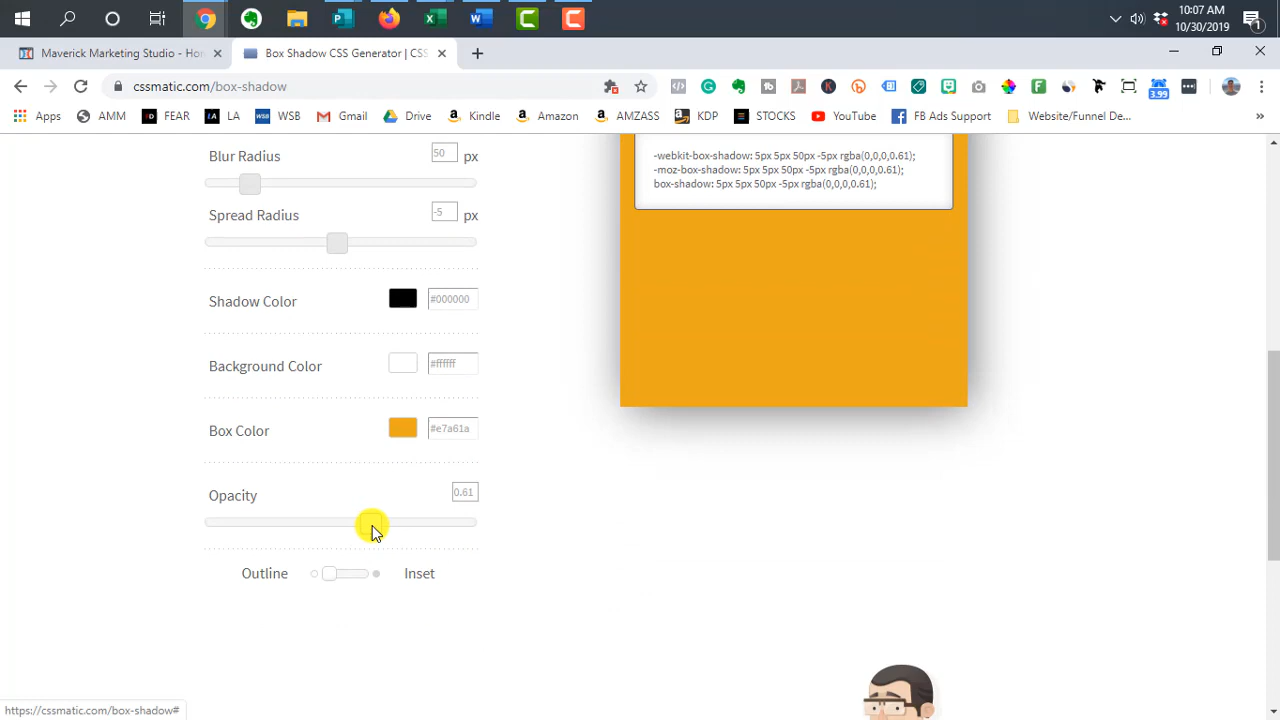 10:07 AM
10/30/2019
1
Maverick Marketing Studio - Hor
Box Shadow CSS Generator | CSS
cssmatic.com/box-shadow
3.99
Apps
AMM
FEAR
LA
WSB
Gmail
Drive
Kindle
Amazon
AMZASS
KDP
STOCKS
YouTube
FB Ads Support
Website/Funnel De...
»
Blur Radius 50 px
Spread Radius -5 px
Shadow Color #000000
Background Color #ffffff
Box Color #e7a61a
Opacity 0.61
Outline Inset
-webkit-box-shadow: 5px 5px 50px -5px rgba(0,0,0,0.61);
-moz-box-shadow: 5px 5px 50px -5px rgba(0,0,0,0.61);
box-shadow: 5px 5px 50px -5px rgba(0,0,0,0.61);
https://cssmatic.com/box-shadow#